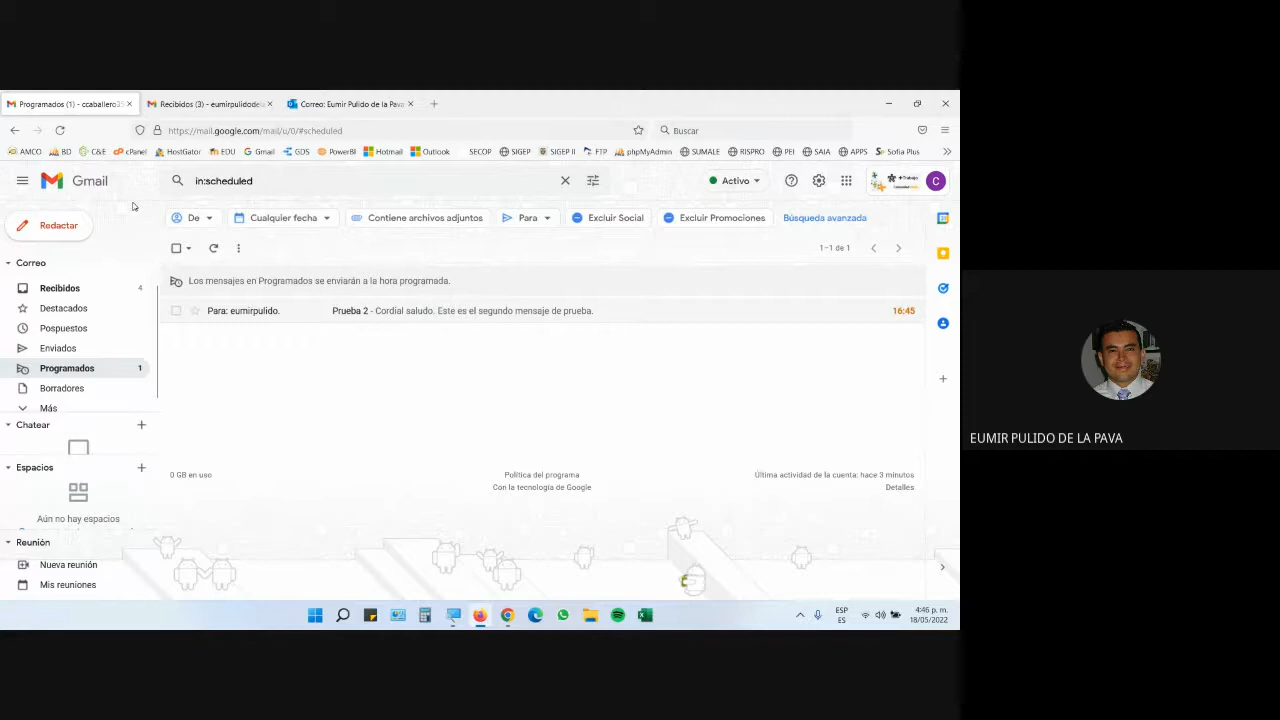 Programados (1) - ccaballero35
Recibidos (3) - eumirpulidodela
Correo: Eumir Pulido de la Pava
https://mail.google.com/mail/u/0/#scheduled
Buscar
AMCO
BD
C&E
cPanel
HostGator
EDU
Gmail
GDS
PowerBI
Hotmail
Outlook
SECOP
SIGEP
SIGEP II
FTP
phpMyAdmin
SUMALE
RISPRO
PEI
SAIA
APPS
Sofia Plus
Gmail
in:scheduled
Activo
C
Redactar
De
Cualquier fecha
Contiene archivos adjuntos
Para
Excluir Social
Excluir Promociones
Búsqueda avanzada
1–1 de 1
Correo
Los mensajes en Programados se enviarán a la hora programada.
Recibidos 4
Para: eumirpulido. Prueba 2 - Cordial saludo. Este es el segundo mensaje de prueba. 16:45
Destacados
Pospuestos
Enviados
Programados 1
Borradores
Más
Chatear
Espacios
Aún no hay espacios
Reunión
Nueva reunión
Mis reuniones
0 GB en uso
Política del programa
Con la tecnología de Google
Última actividad de la cuenta: hace 3 minutos
Detalles
ESP
ES
4:46 p. m.
18/05/2022
EUMIR PULIDO DE LA PAVA